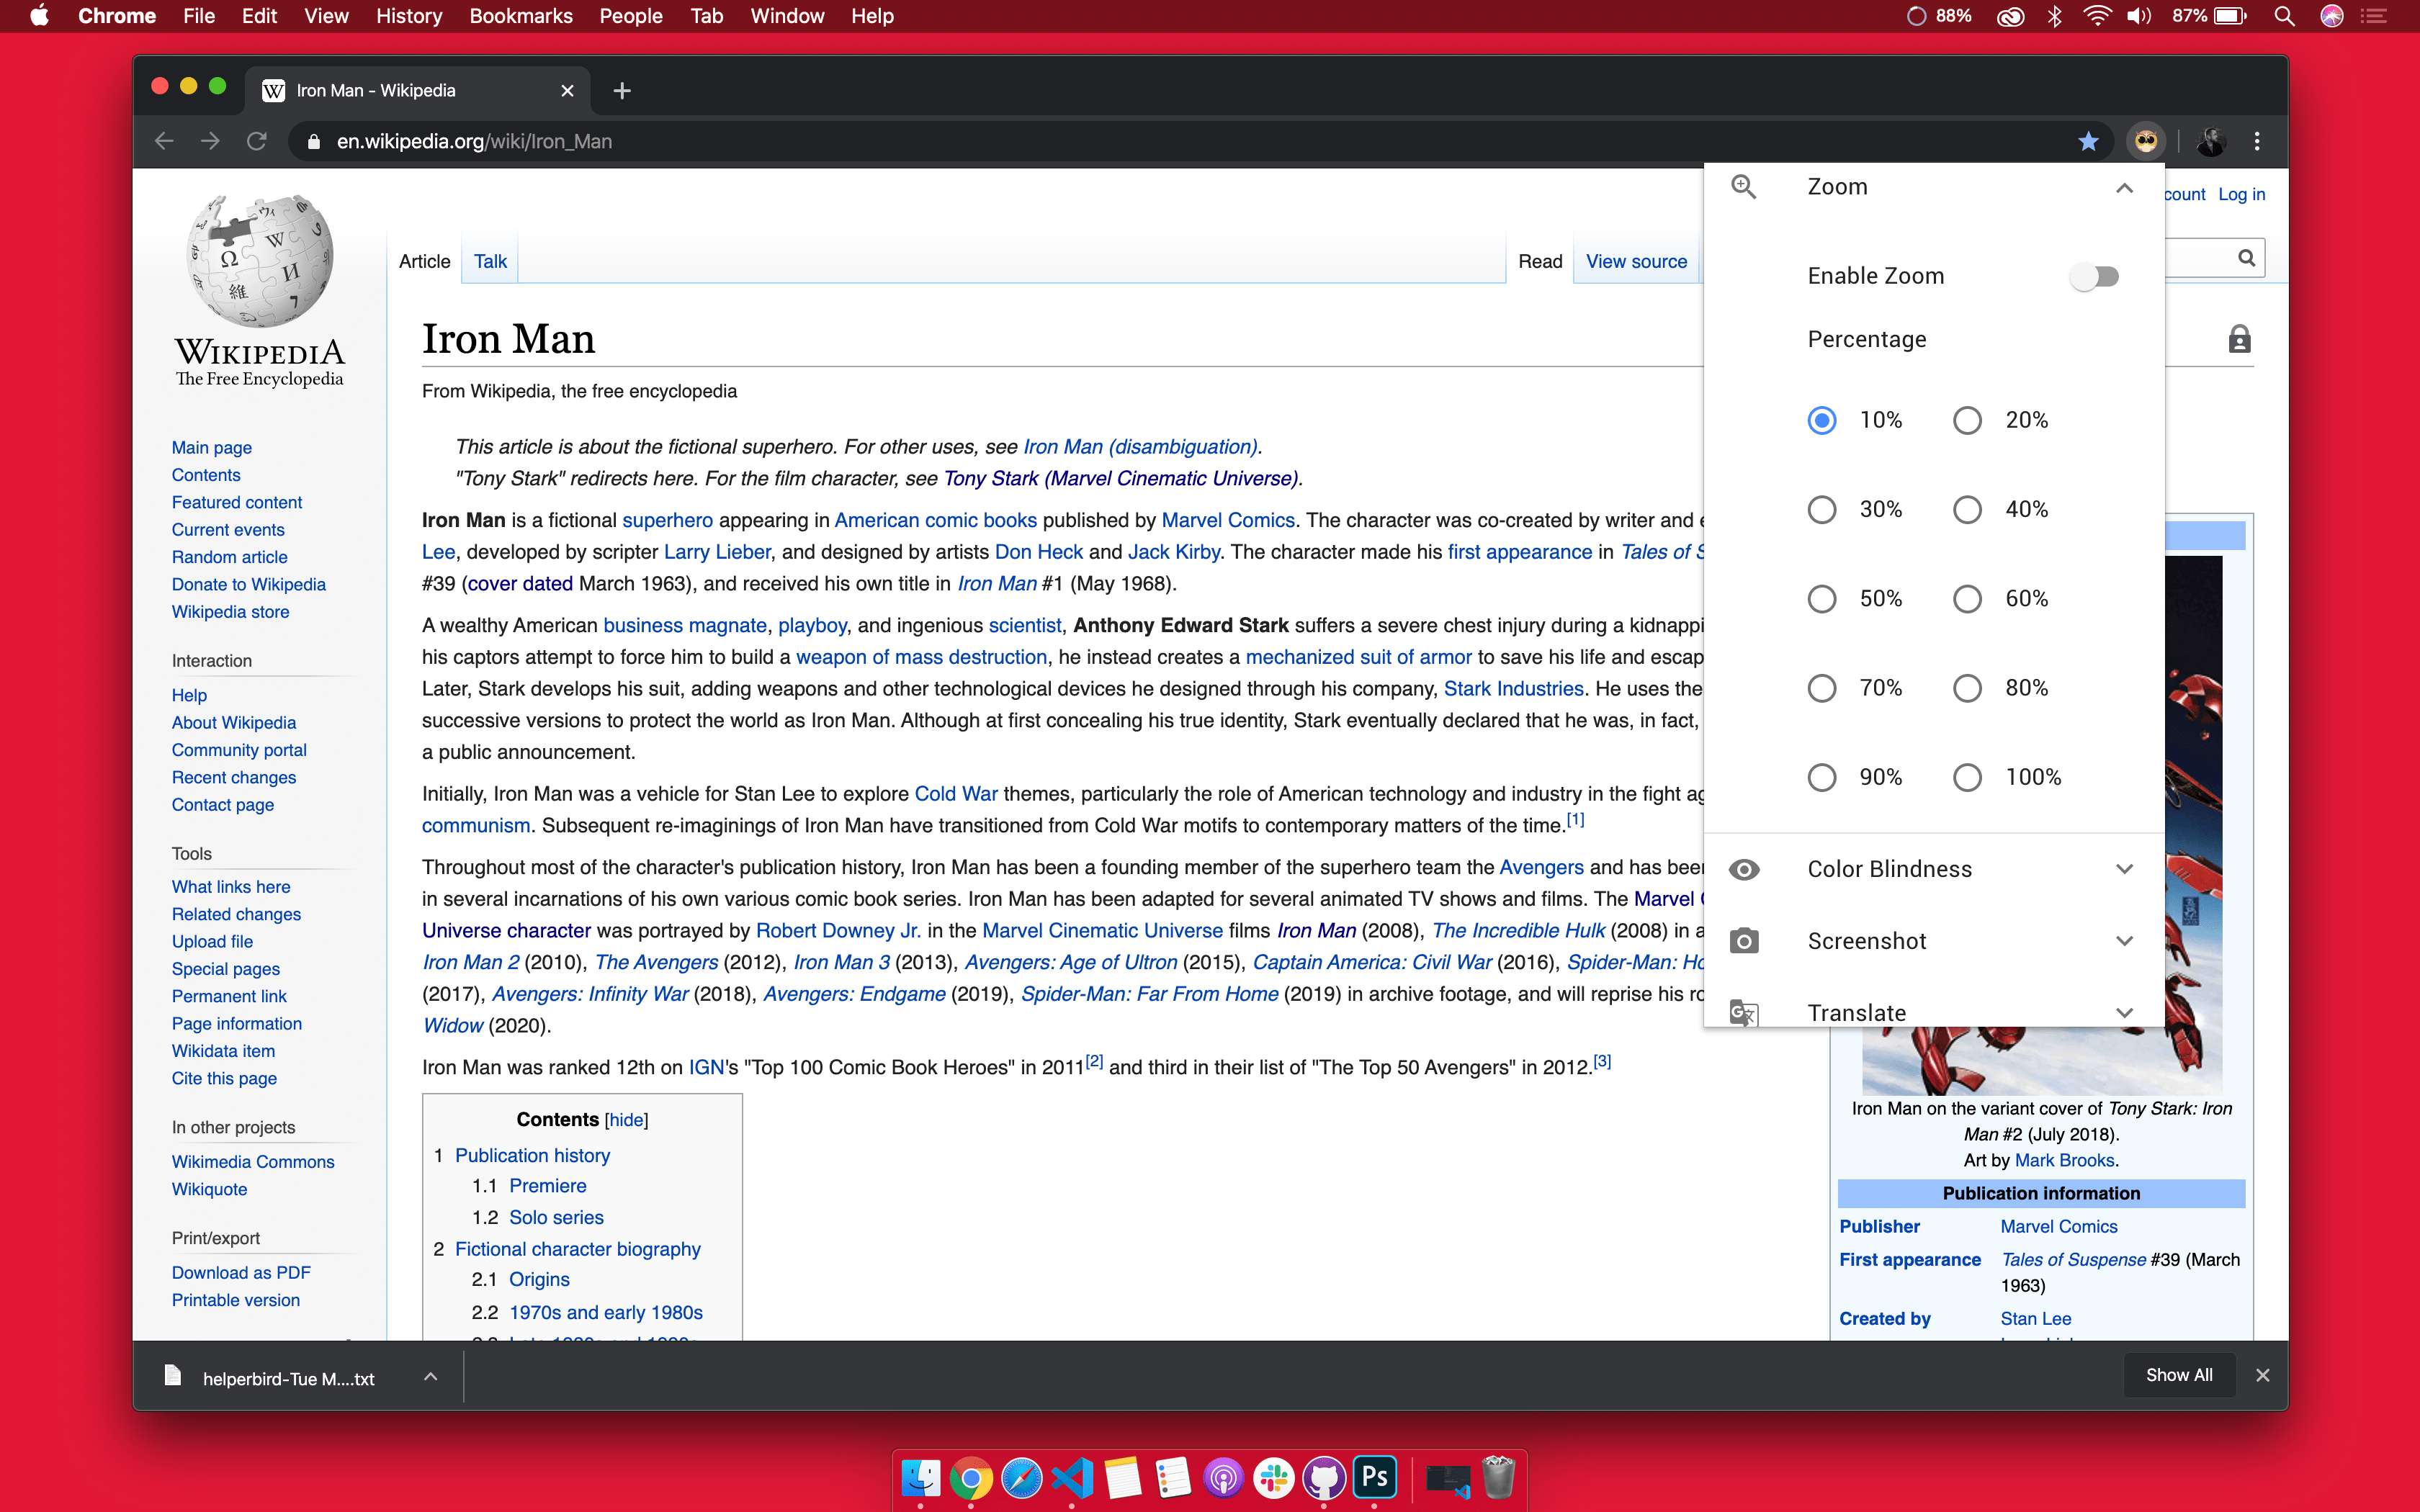 Chrome File Edit View History Bookmarks People Tab Window Help 88% 87%
Iron Man - Wikipedia
en.wikipedia.org/wiki/Iron_Man
WIKIPEDIA
The Free Encyclopedia
Main page
Contents
Featured content
Current events
Random article
Donate to Wikipedia
Wikipedia store
Interaction
Help
About Wikipedia
Community portal
Recent changes
Contact page
Tools
What links here
Related changes
Upload file
Special pages
Permanent link
Page information
Wikidata item
Cite this page
In other projects
Wikimedia Commons
Wikiquote
Print/export
Download as PDF
Printable version
count Log in
Article Talk Read View source
Iron Man
From Wikipedia, the free encyclopedia
This article is about the fictional superhero. For other uses, see Iron Man (disambiguation).
"Tony Stark" redirects here. For the film character, see Tony Stark (Marvel Cinematic Universe).
Iron Man is a fictional superhero appearing in American comic books published by Marvel Comics. The character was co-created by writer and
Lee, developed by scripter Larry Lieber, and designed by artists Don Heck and Jack Kirby. The character made his first appearance in Tales of
#39 (cover dated March 1963), and received his own title in Iron Man #1 (May 1968).
A wealthy American business magnate, playboy, and ingenious scientist, Anthony Edward Stark suffers a severe chest injury during a kidnappi
his captors attempt to force him to build a weapon of mass destruction, he instead creates a mechanized suit of armor to save his life and escap
Later, Stark develops his suit, adding weapons and other technological devices he designed through his company, Stark Industries. He uses the
successive versions to protect the world as Iron Man. Although at first concealing his true identity, Stark eventually declared that he was, in fact,
a public announcement.
Initially, Iron Man was a vehicle for Stan Lee to explore Cold War themes, particularly the role of American technology and industry in the fight ag
communism. Subsequent re-imaginings of Iron Man have transitioned from Cold War motifs to contemporary matters of the time.[1]
Throughout most of the character's publication history, Iron Man has been a founding member of the superhero team the Avengers and has beer
in several incarnations of his own various comic book series. Iron Man has been adapted for several animated TV shows and films. The Marvel
Universe character was portrayed by Robert Downey Jr. in the Marvel Cinematic Universe films Iron Man (2008), The Incredible Hulk (2008) in a
Iron Man 2 (2010), The Avengers (2012), Iron Man 3 (2013), Avengers: Age of Ultron (2015), Captain America: Civil War (2016), Spider-Man: Ho
(2017), Avengers: Infinity War (2018), Avengers: Endgame (2019), Spider-Man: Far From Home (2019) in archive footage, and will reprise his ro
Widow (2020).
Iron Man was ranked 12th on IGN's "Top 100 Comic Book Heroes" in 2011[2] and third in their list of "The Top 50 Avengers" in 2012.[3]
Contents [hide]
1 Publication history
1.1 Premiere
1.2 Solo series
2 Fictional character biography
2.1 Origins
2.2 1970s and early 1980s
Zoom
Enable Zoom
Percentage
10% 20%
30% 40%
50% 60%
70% 80%
90% 100%
Color Blindness
Screenshot
Translate
Iron Man on the variant cover of Tony Stark: Iron
Man #2 (July 2018).
Art by Mark Brooks.
Publication information
Publisher Marvel Comics
First appearance Tales of Suspense #39 (March
1963)
Created by Stan Lee
helperbird-Tue M....txt
Show All
Ps